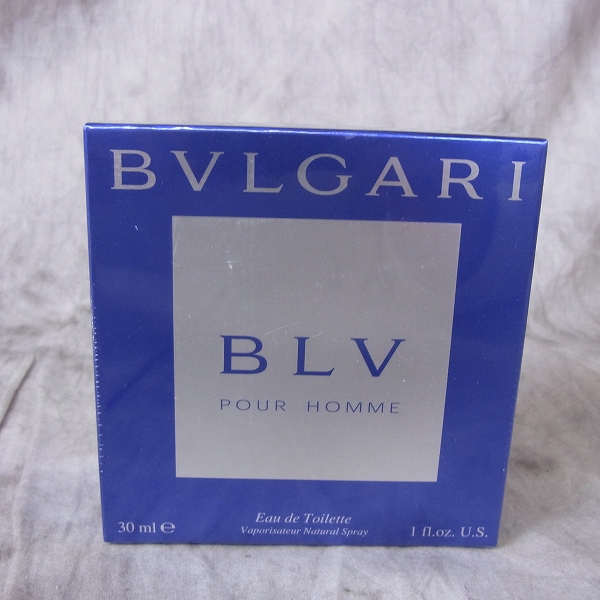 BVLGARI
BLV
POUR HOMME
Eau de Toilette
30 ml ℮ Vaporisateur Natural Spray 1 fl.oz. U.S.